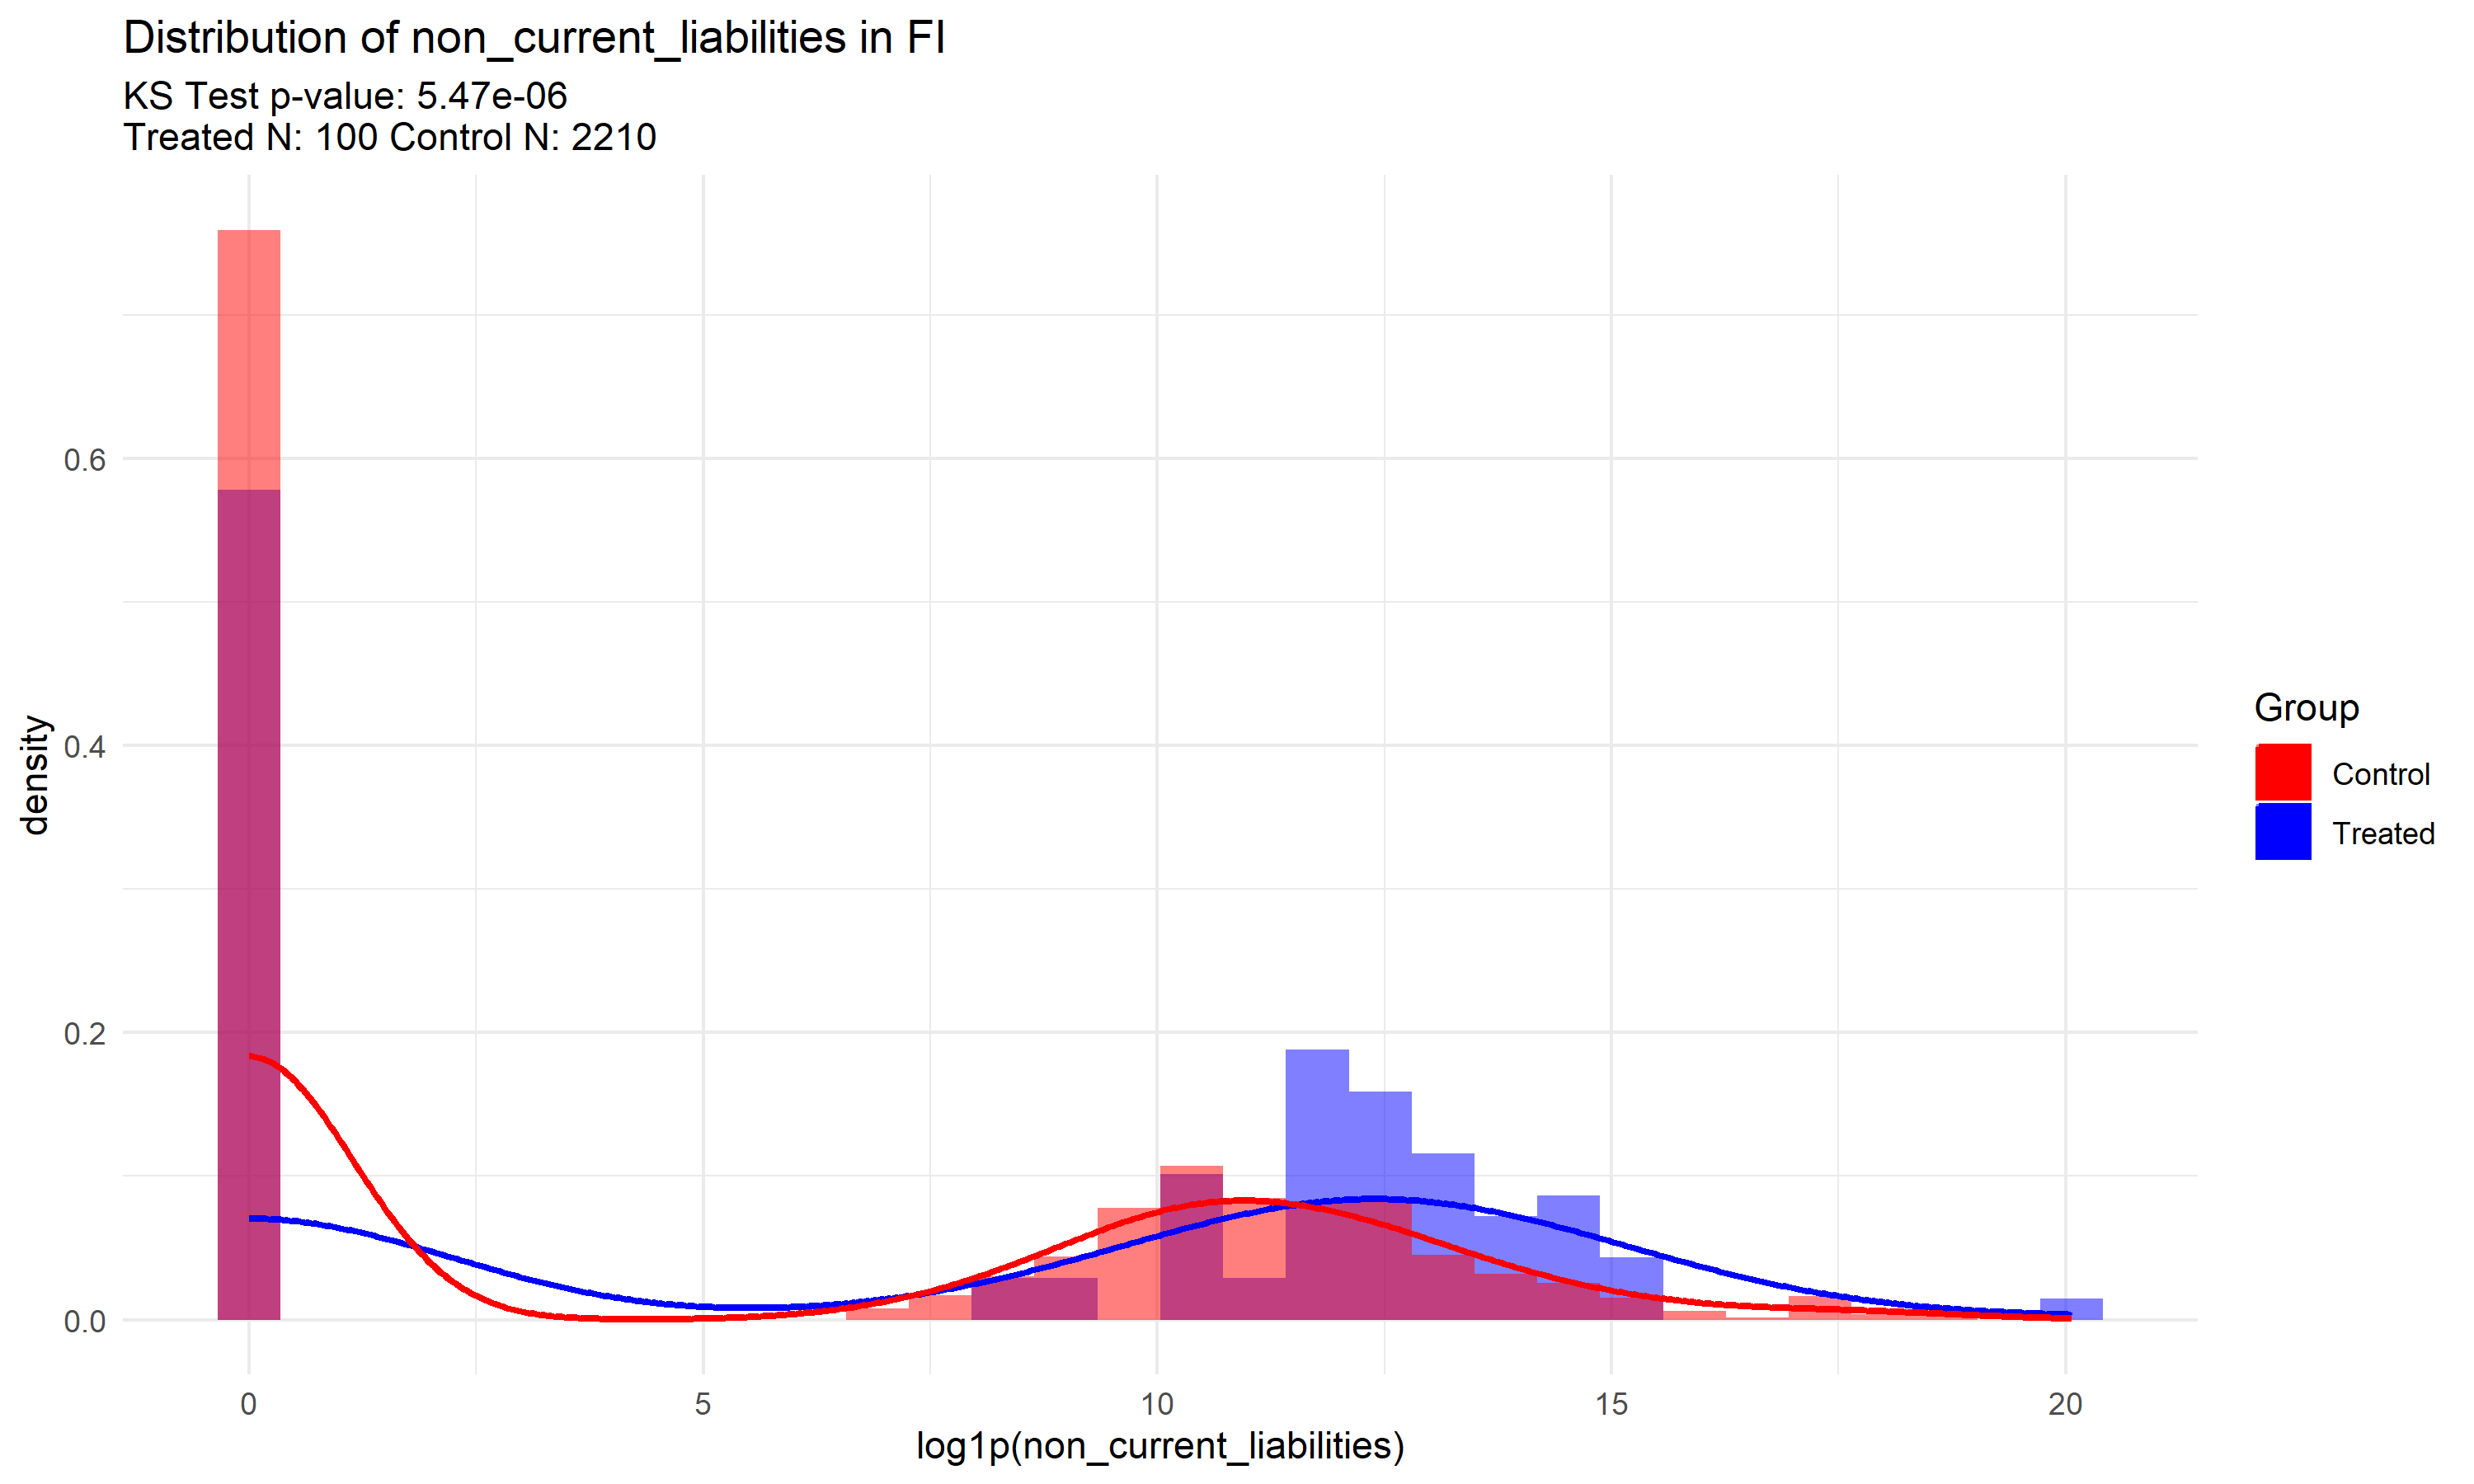 Distribution of non_current_liabilities in FI
KS Test p-value: 5.47e-06
Treated N: 100 Control N: 2210
density
0.6
0.4
0.2
0.0
0
5
10
15
20
log1p(non_current_liabilities)
Group
Control
Treated